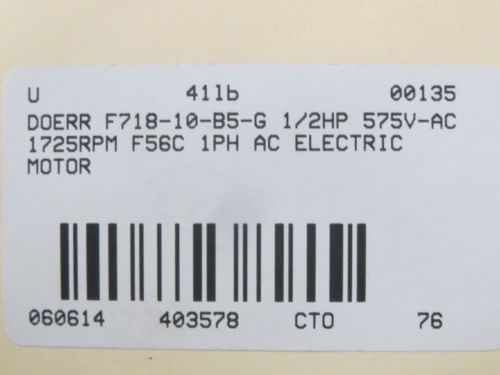 U 41lb 00135
DOERR F718-10-B5-G 1/2HP 575V-AC
1725RPM F56C 1PH AC ELECTRIC
MOTOR
060614 403578 CTO 76